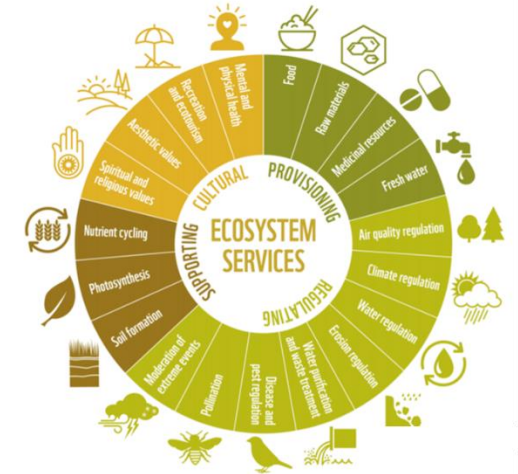 ECOSYSTEM
SERVICES
PROVISIONING
Food
Raw materials
Medicinal resources
Fresh water
REGULATING
Air quality regulation
Climate regulation
Water regulation
Erosion regulation
Water purification
and waste treatment
Disease and
pest regulation
Pollination
Moderation of
extreme events
SUPPORTING
Soil formation
Photosynthesis
Nutrient cycling
CULTURAL
Spiritual and
religious values
Aesthetic values
Recreation
and ecotourism
Mental and
physical health